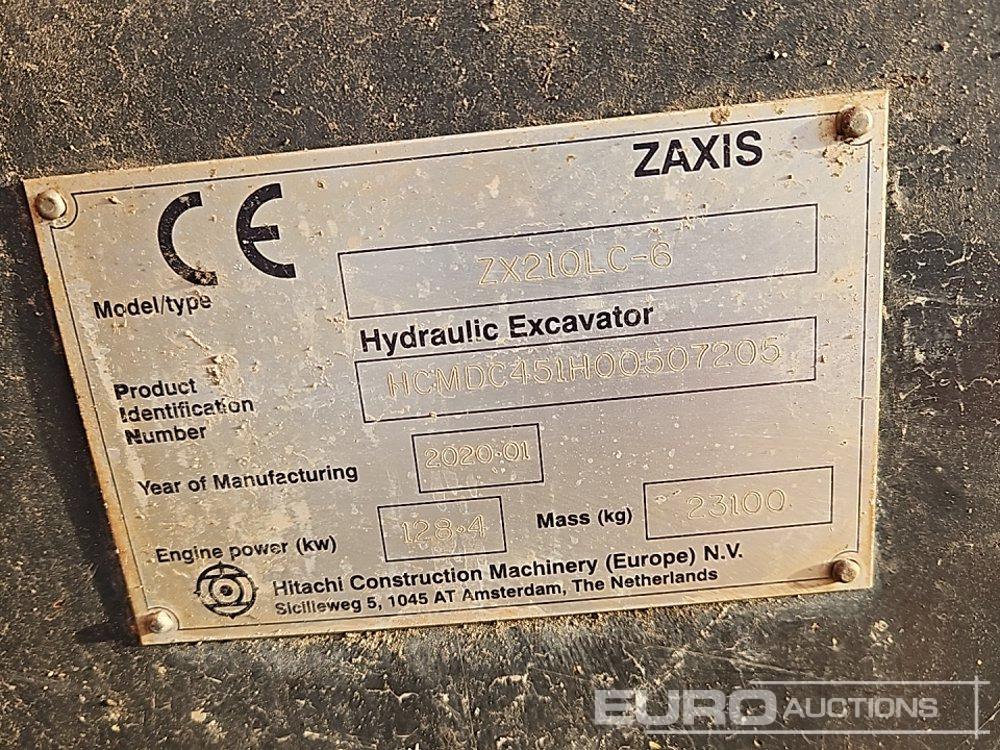 ZAXIS
CE
Model/type ZX210LC-6
Hydraulic Excavator
Product
Identification
Number
HCMDC451H00507205
Year of Manufacturing 2020·01
Engine power (kw) 128·4 Mass (kg) 23100
Hitachi Construction Machinery (Europe) N.V.
Sicilieweg 5, 1045 AT Amsterdam, The Netherlands
EURO AUCTIONS